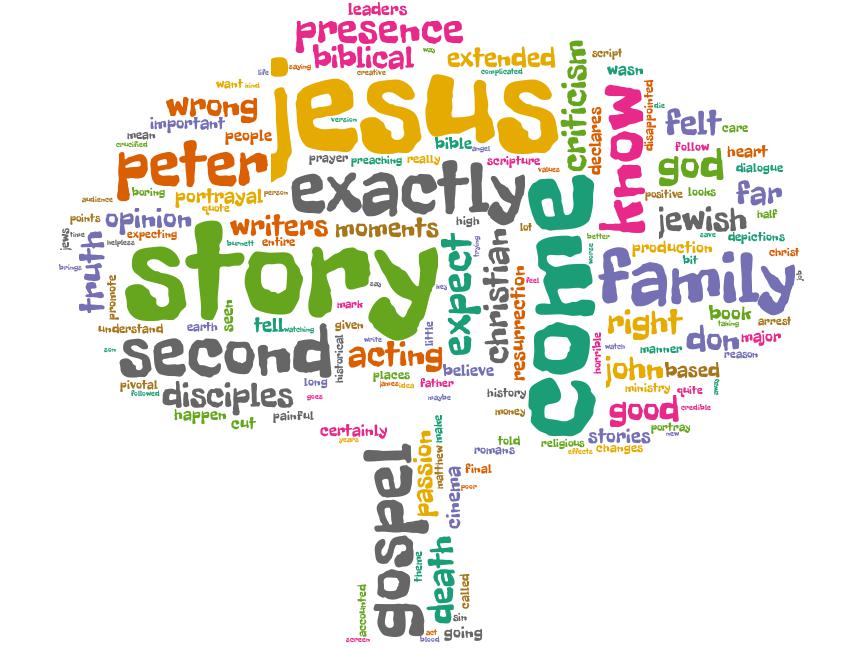 leaders
presence
biblical
way
extended
script
life
saying
creative
complicated
wasn
want
kind
jesus
criticism
know
disappointed
wrong
version
declares
die
felt
care
important
people
bible
angel
mean
crucified
prayer
preaching
really
scripture
values
follow
god
heart
dialogue
peter
boring
portrayal
person
exactly
come
positive
looks
far
audience
quote
points
opinion
writers
moments
high
lot
jewish
half
jews
time
expecting
helpless
burnett
entire
trying
better
save
depictions
truth
story
expect
christian
worse
production
bit
christ
brings
family
job
promote
say
hey
feel
resurrection
mark
understand
earth
seen
tell
watching
given
little
right
book
taking
arrest
son
second
historical
write
acting
horrible
watch
manner
don
major
reason
places
believe
pivotal
followed
disciples
long
goes
james
idea
father
maybe
history
john
based
ministry
quite
happen
cut
painful
money
good
credible
certainly
years
make
told
romans
religious
effects
stories
changes
portray
new
gospel
passion
matthew
cinema
final
poor
theme
death
called
accounted
screen
act
blood
sin
going